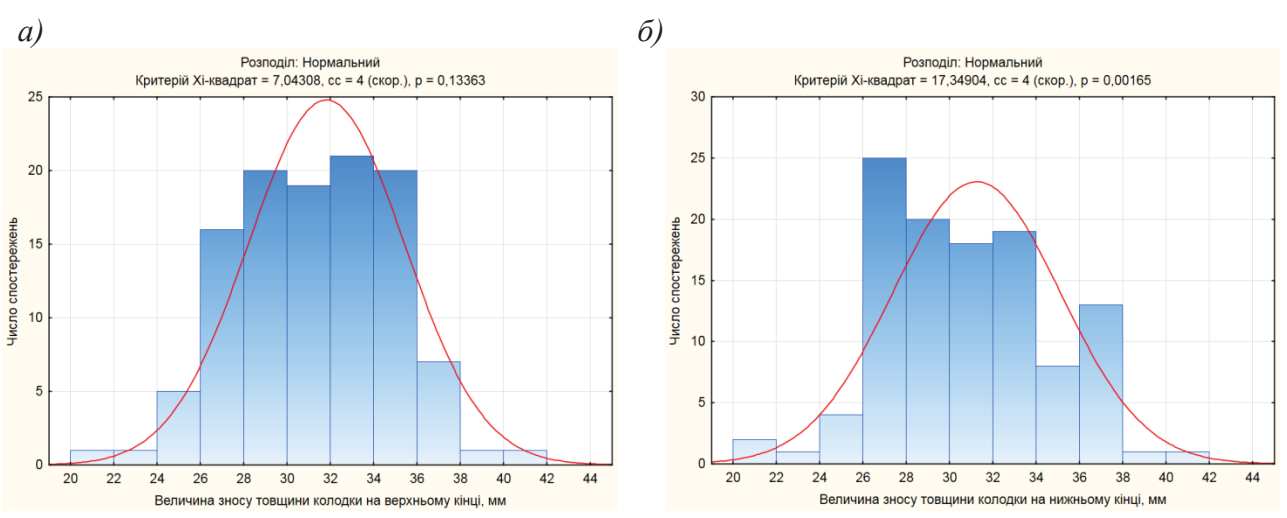 а)
Розподіл: Нормальний
Критерій Хі-квадрат = 7,04308, сс = 4 (скор.), p = 0,13363
Число спостережень
25
20
15
10
5
0
20 22 24 26 28 30 32 34 36 38 40 42 44
Величина зносу товщини колодки на верхньому кінці, мм
б)
Розподіл: Нормальний
Критерій Хі-квадрат = 17,34904, сс = 4 (скор.), p = 0,00165
Число спостережень
30
25
20
15
10
5
0
20 22 24 26 28 30 32 34 36 38 40 42 44
Величина зносу товщини колодки на нижньому кінці, мм